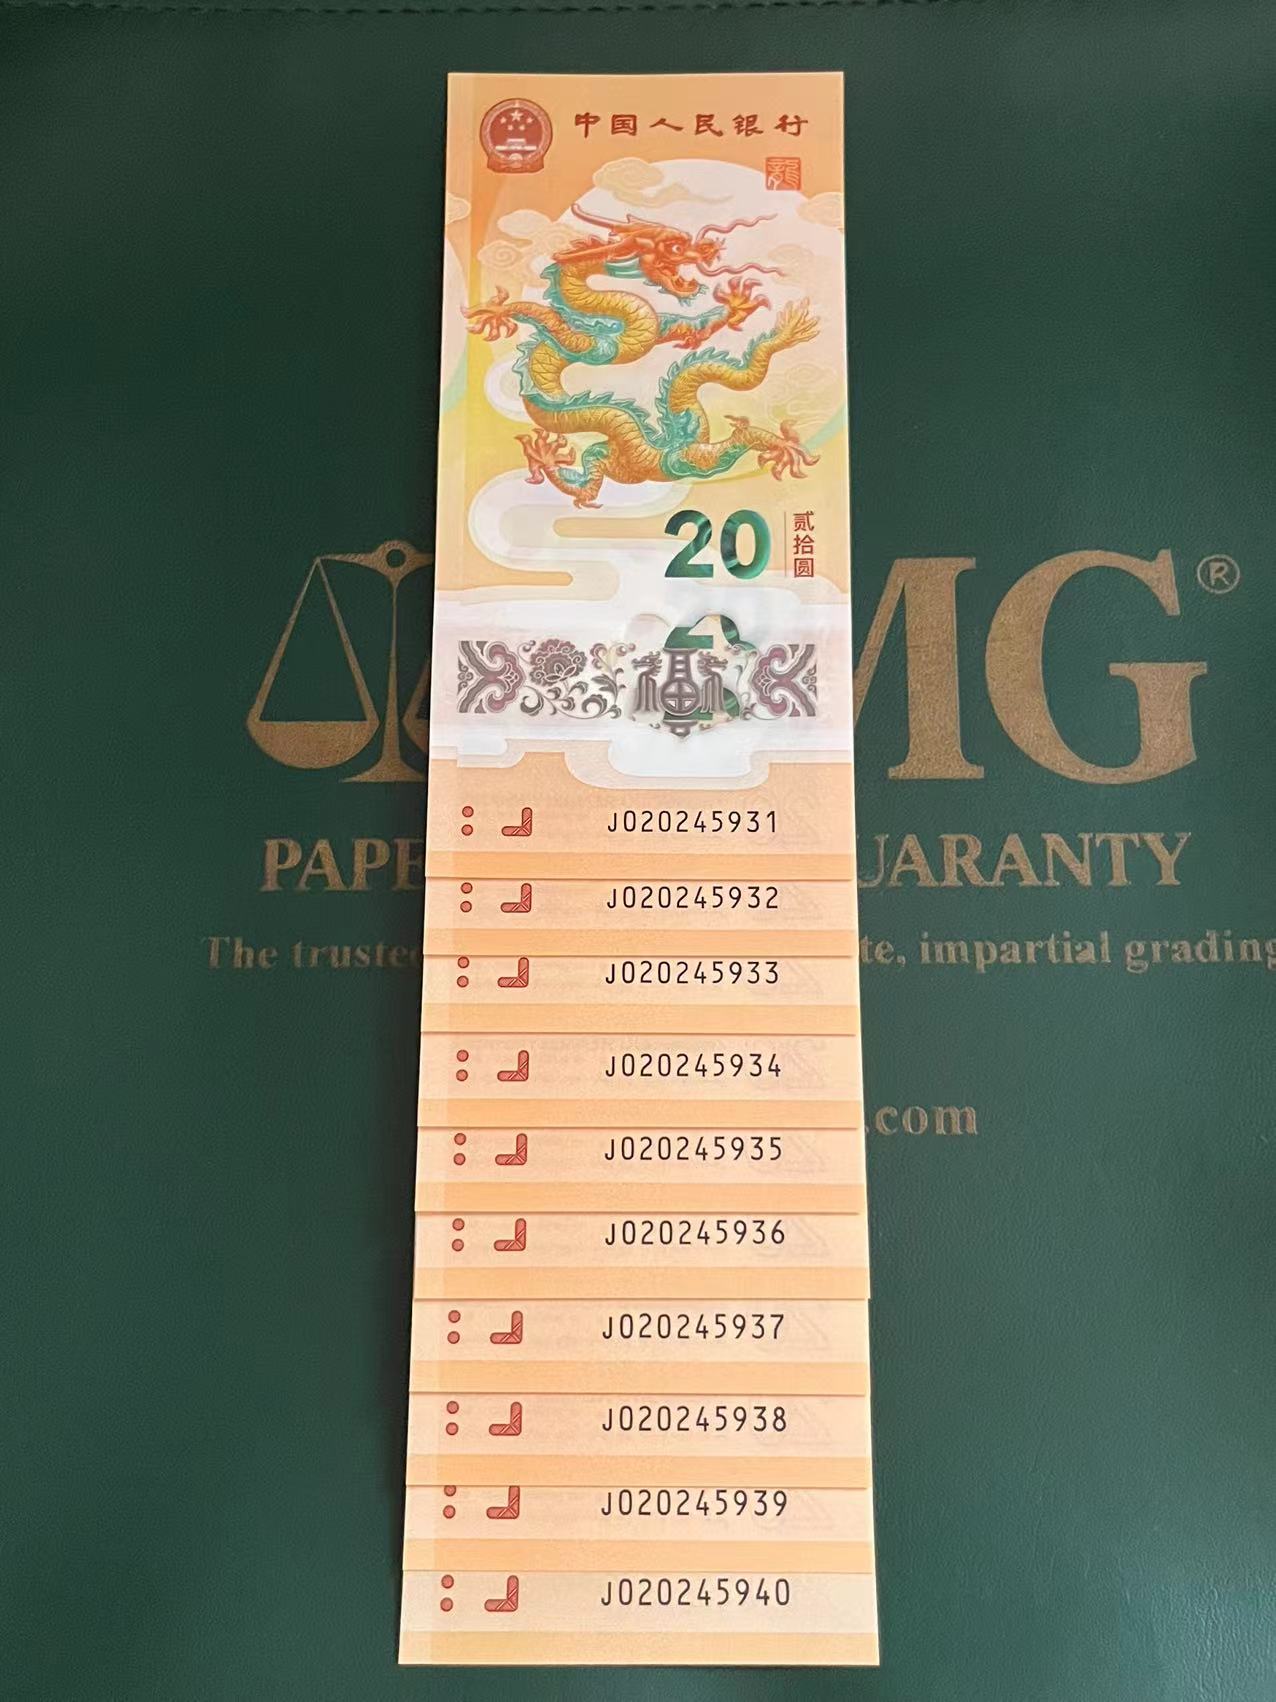 中国人民银行
龍
20
贰拾圆
福
MG®
PAPE UARANTY
The truste te, impartial grading
.com
J020245931
J020245932
J020245933
J020245934
J020245935
J020245936
J020245937
J020245938
J020245939
J020245940